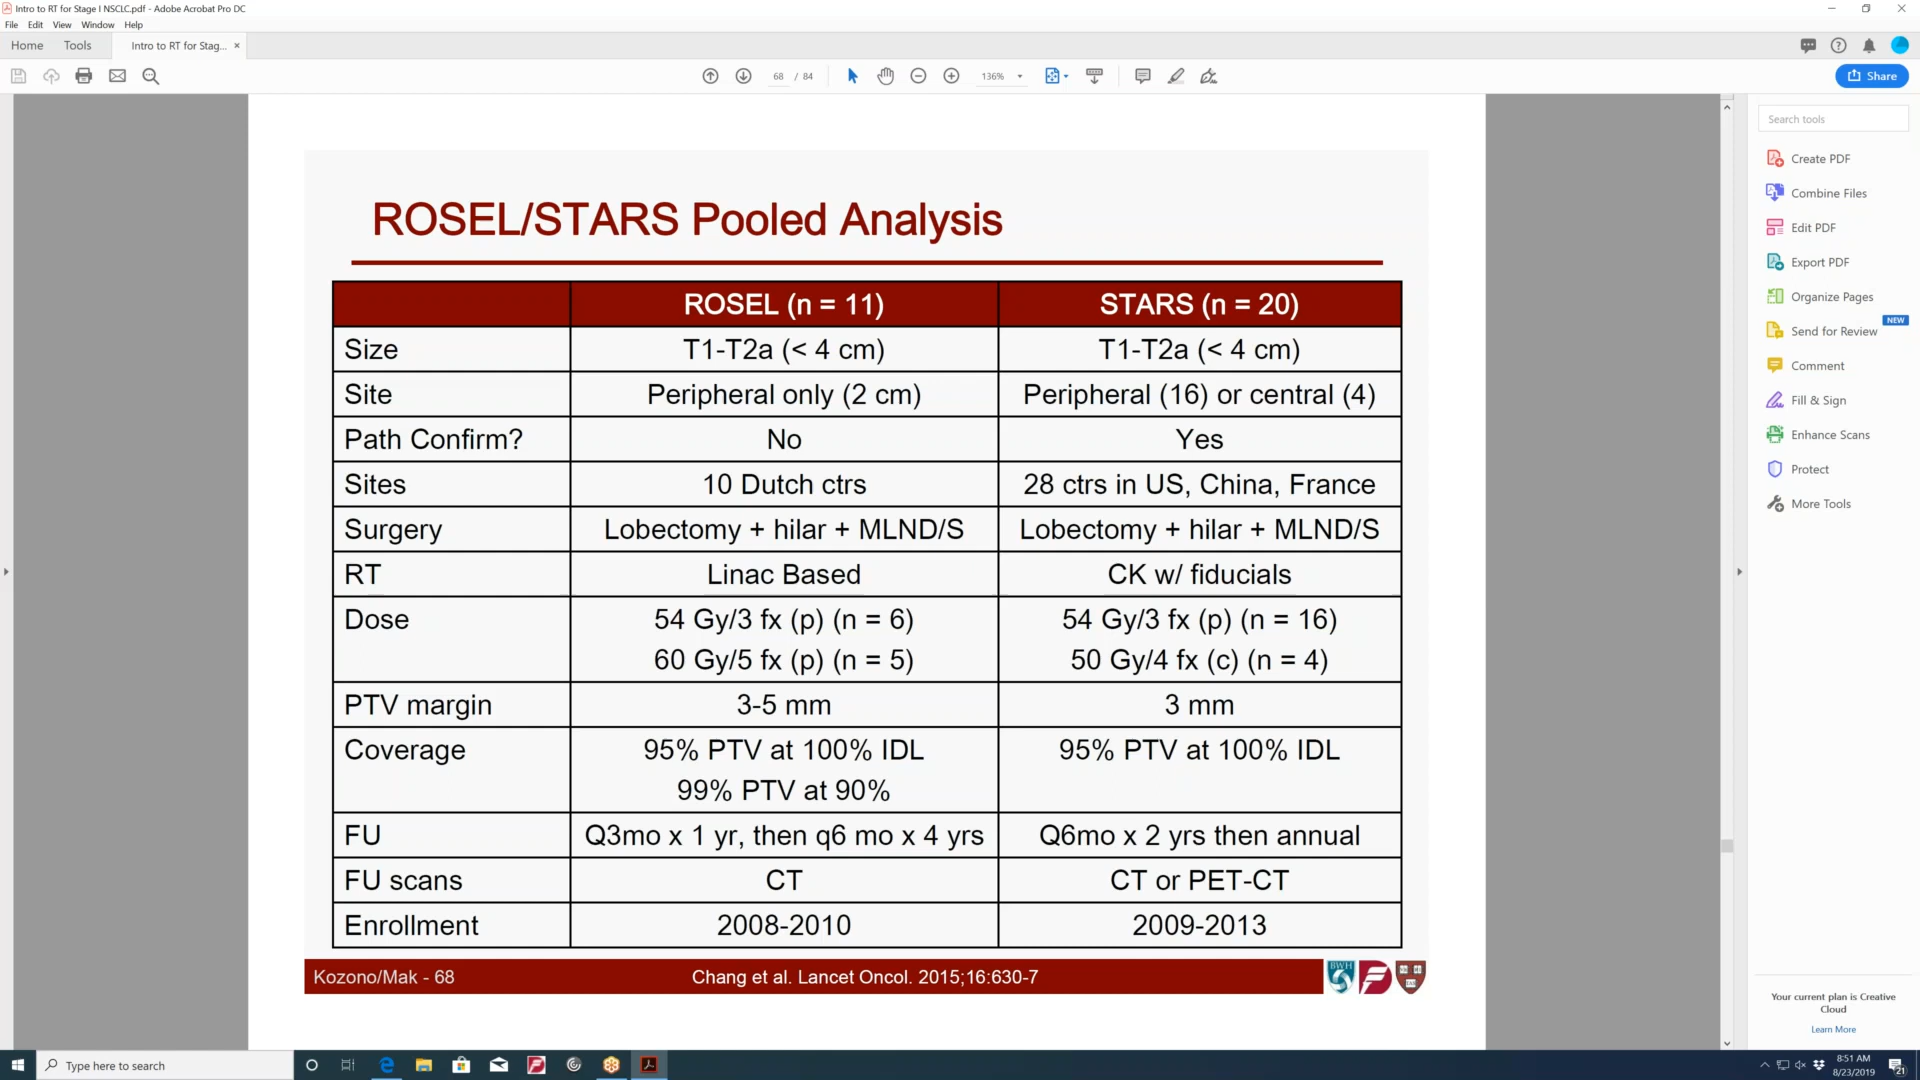 Intro to RT for Stage I NSCLC.pdf - Adobe Acrobat Pro DC
File Edit View Window Help
Home Tools Intro to RT for Stag... ×
68 / 84 136%
Share
Search tools
Create PDF
Combine Files
Edit PDF
Export PDF
Organize Pages
Send for Review NEW
Comment
Fill & Sign
Enhance Scans
Protect
More Tools
Your current plan is Creative
Cloud
Learn More
ROSEL/STARS Pooled Analysis
ROSEL (n = 11) STARS (n = 20)
Size T1-T2a (< 4 cm) T1-T2a (< 4 cm)
Site Peripheral only (2 cm) Peripheral (16) or central (4)
Path Confirm? No Yes
Sites 10 Dutch ctrs 28 ctrs in US, China, France
Surgery Lobectomy + hilar + MLND/S Lobectomy + hilar + MLND/S
RT Linac Based CK w/ fiducials
Dose 54 Gy/3 fx (p) (n = 6) 54 Gy/3 fx (p) (n = 16)
60 Gy/5 fx (p) (n = 5) 50 Gy/4 fx (c) (n = 4)
PTV margin 3-5 mm 3 mm
Coverage 95% PTV at 100% IDL 95% PTV at 100% IDL
99% PTV at 90%
FU Q3mo x 1 yr, then q6 mo x 4 yrs Q6mo x 2 yrs then annual
FU scans CT CT or PET-CT
Enrollment 2008-2010 2009-2013
Kozono/Mak - 68 Chang et al. Lancet Oncol. 2015;16:630-7
BWH
Type here to search
8:51 AM
8/23/2019
21